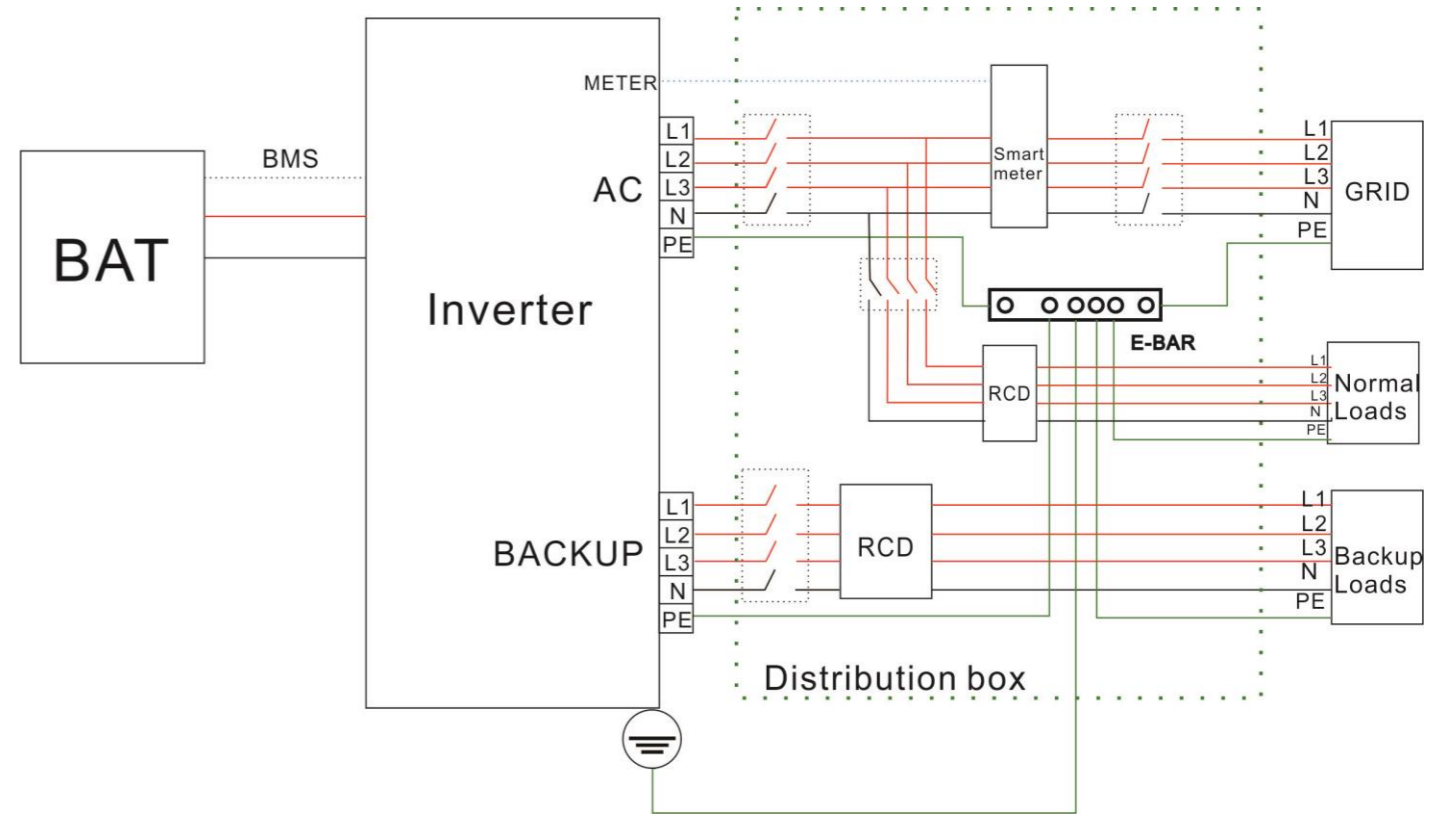 BAT
BMS
Inverter
METER
AC
L1
L2
L3
N
PE
BACKUP
L1
L2
L3
N
PE
Smart
meter
L1
L2
L3
N
PE
GRID
E-BAR
RCD
L1
L2
L3
N
PE
Normal
Loads
RCD
L1
L2
L3
N
PE
Backup
Loads
Distribution box